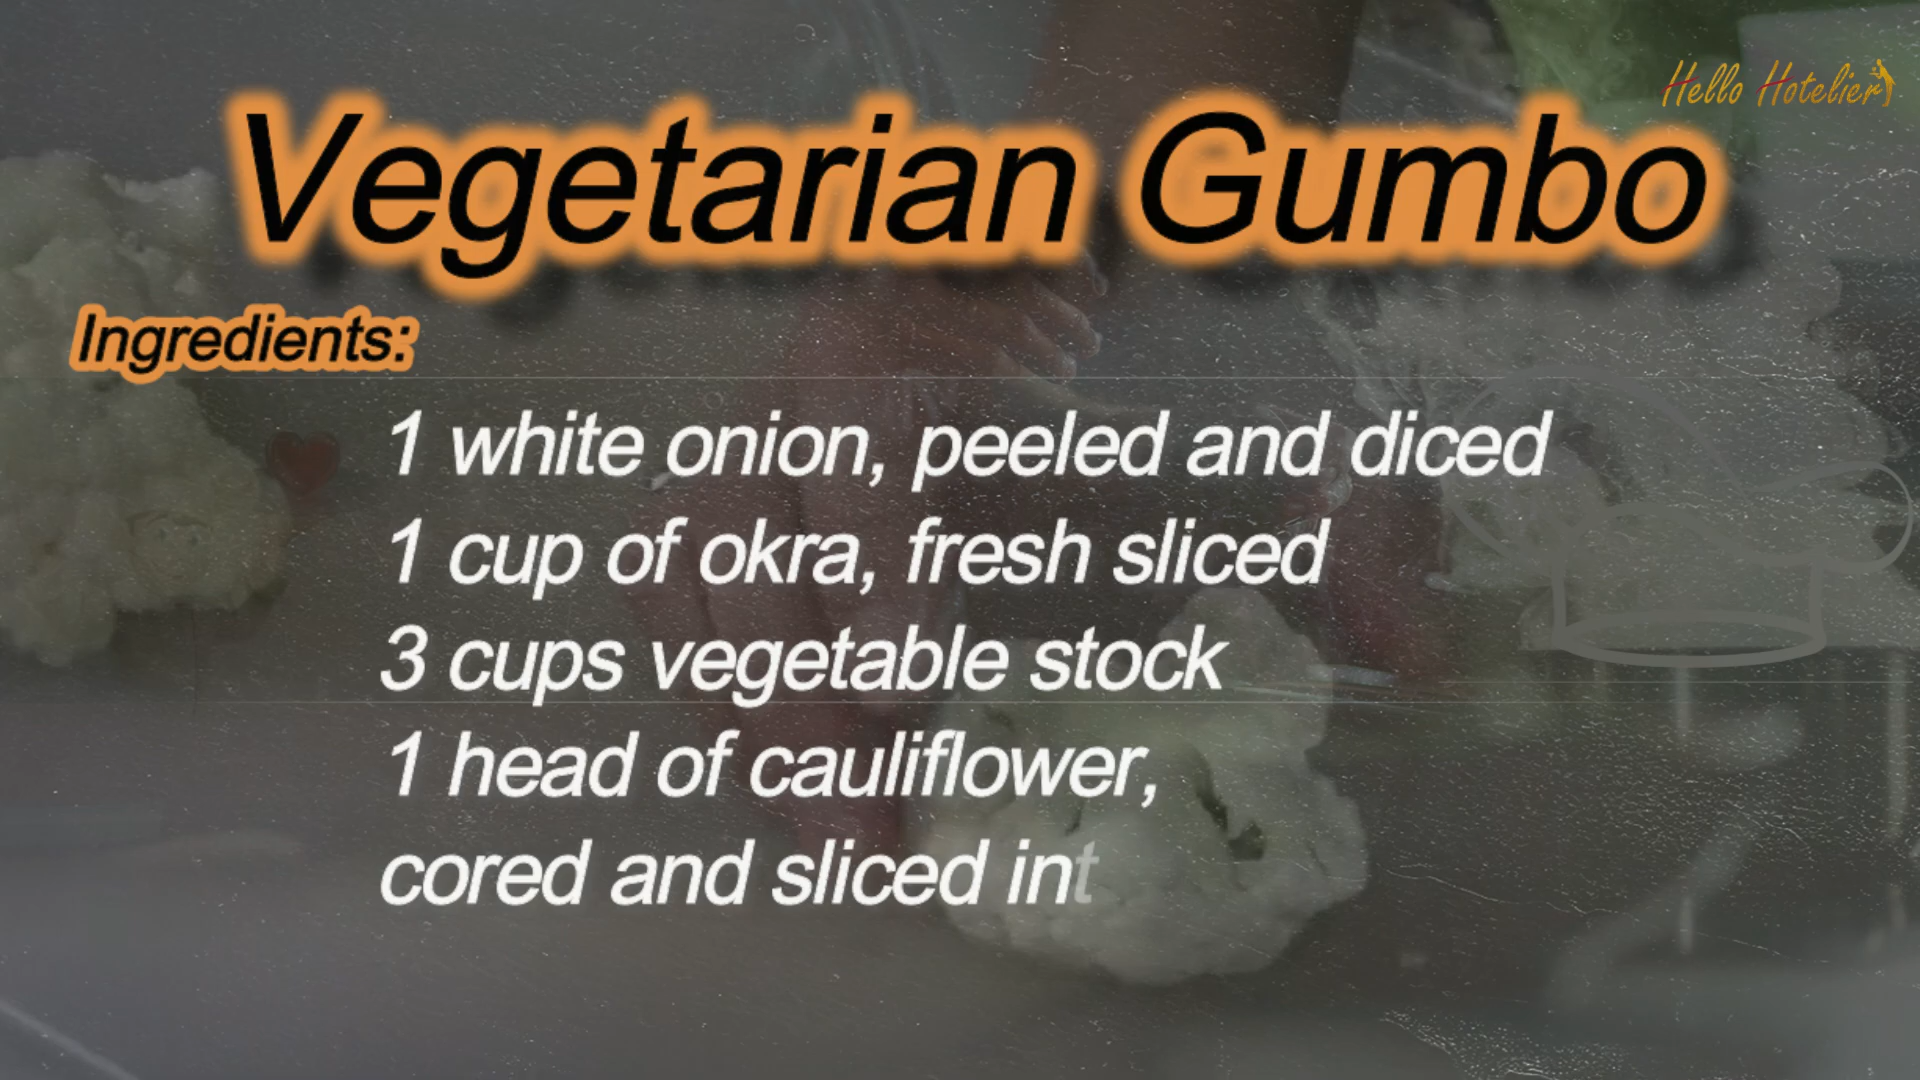 Hello Hotelier
Vegetarian Gumbo
Ingredients:
1 white onion, peeled and diced
1 cup of okra, fresh sliced
3 cups vegetable stock
1 head of cauliflower,
cored and sliced int